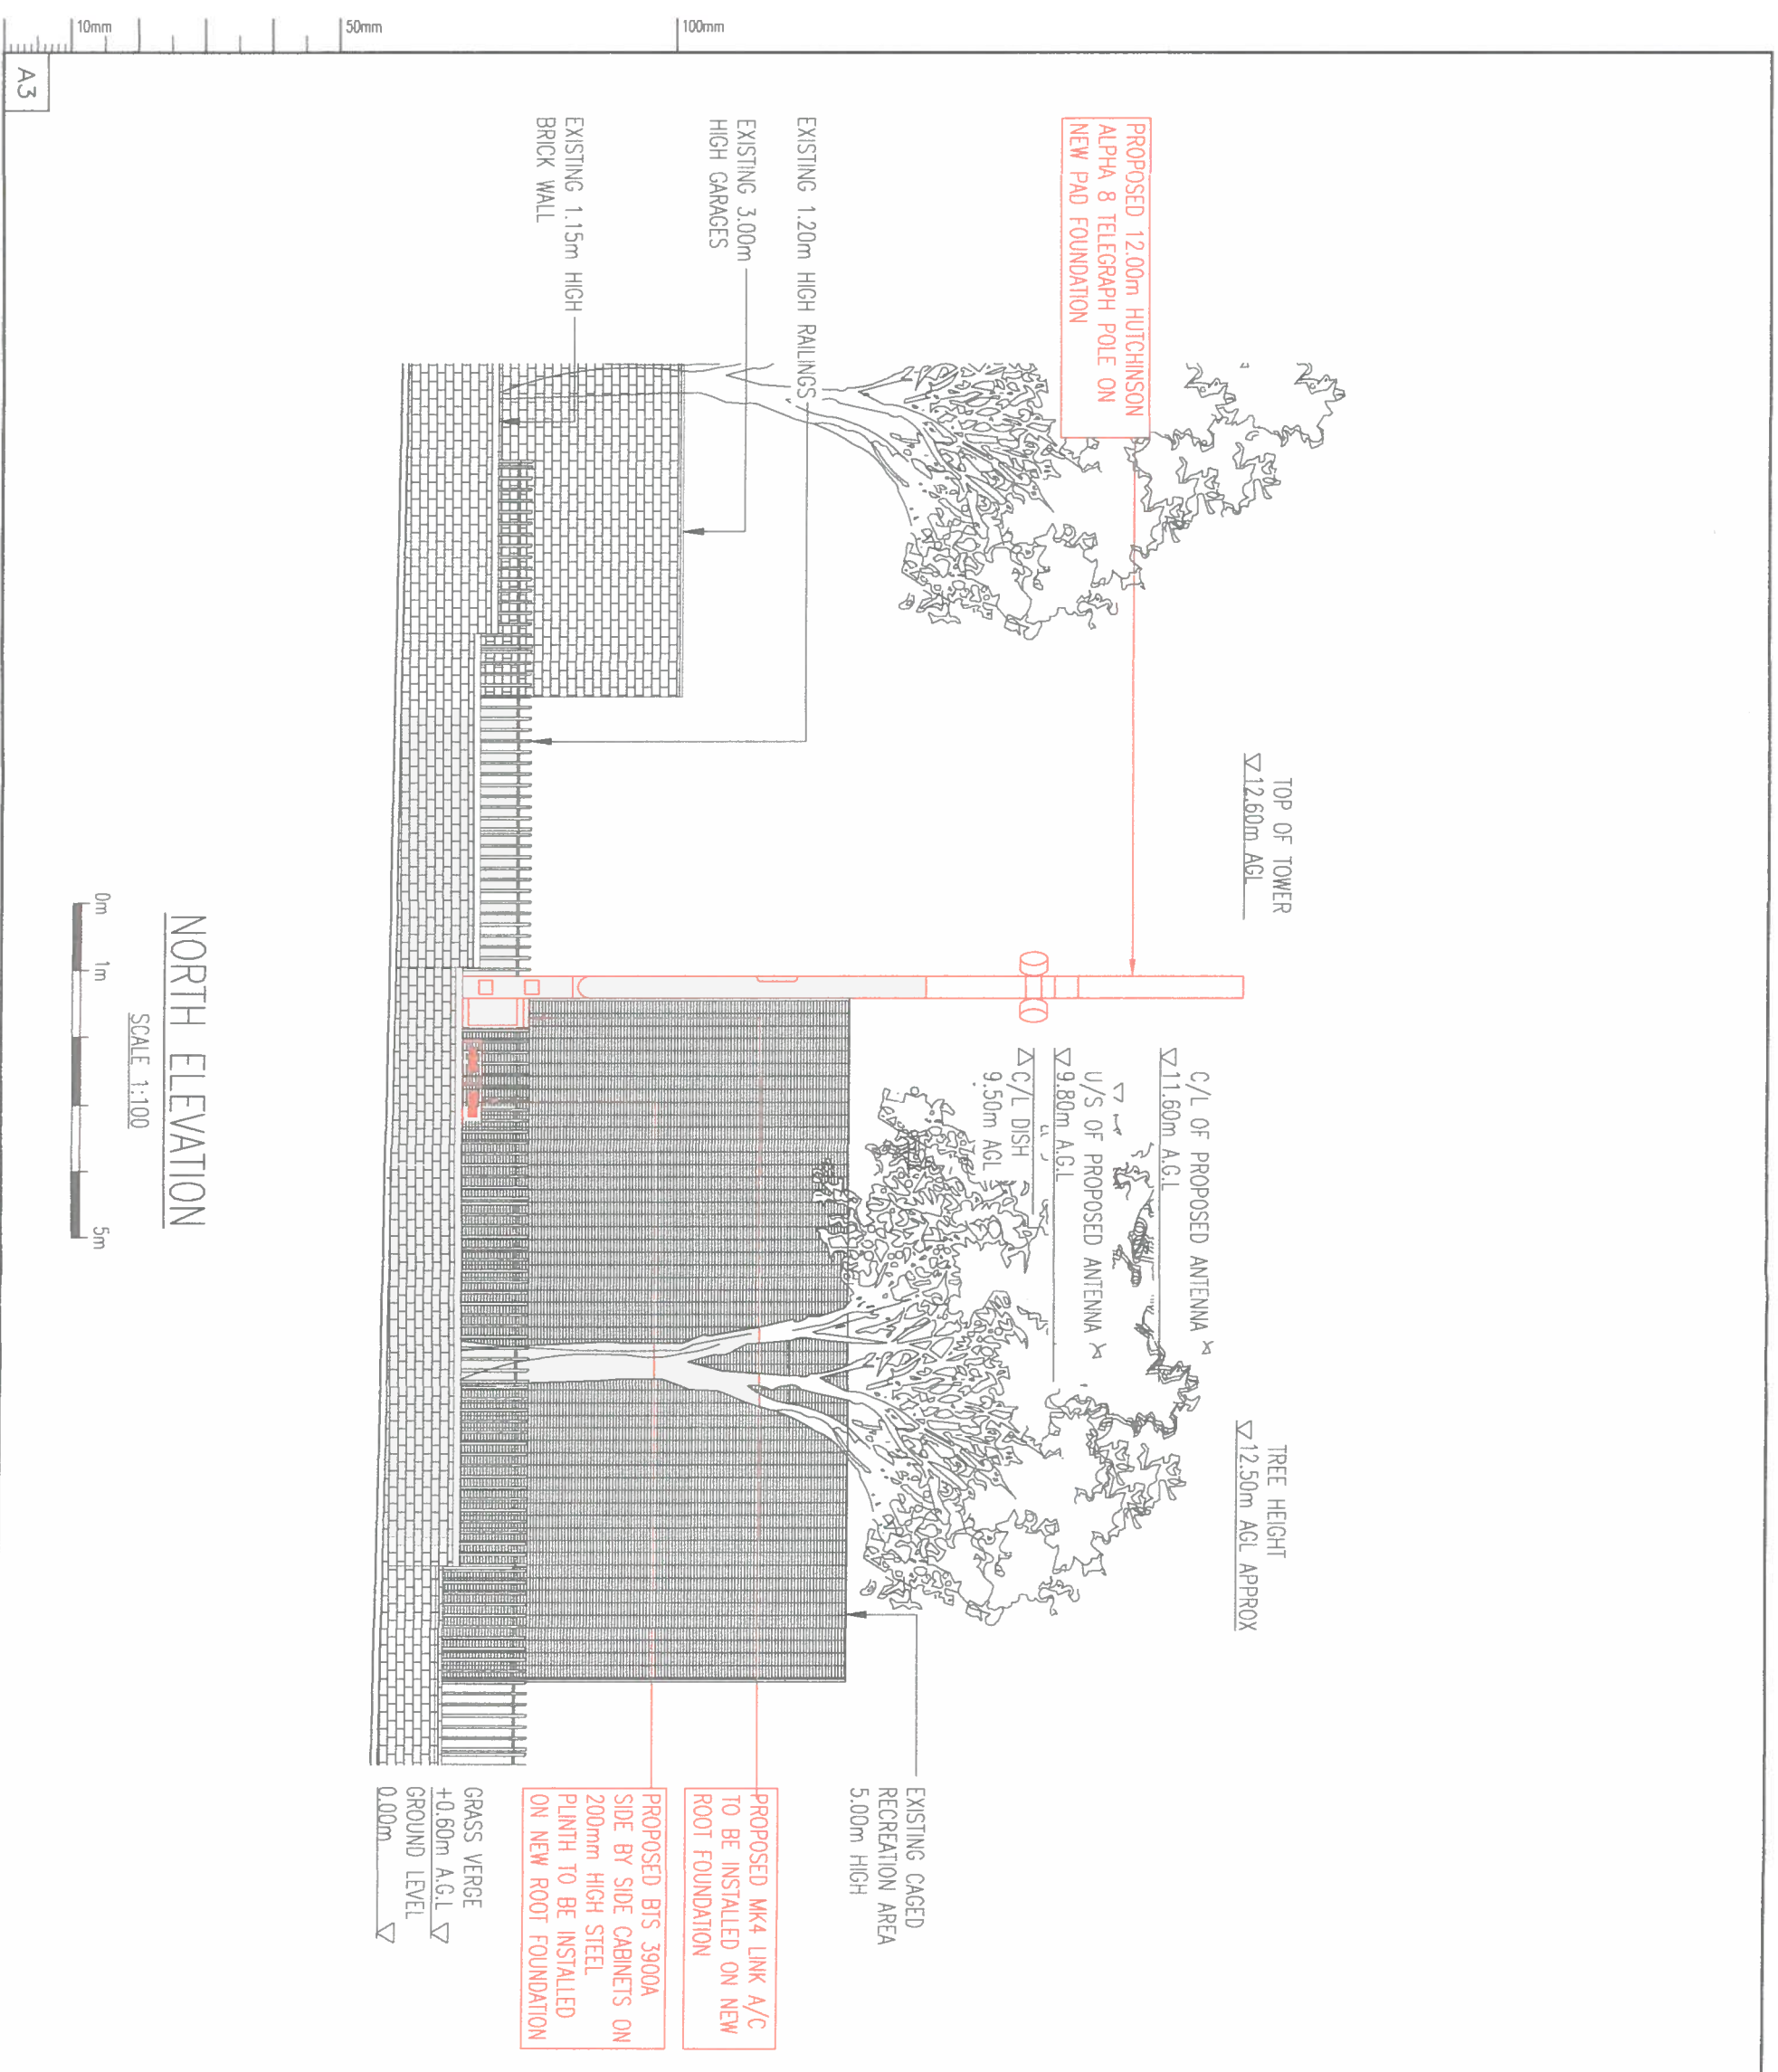 10mm
50mm
100mm
A3
PROPOSED 12.00m HUTCHINSON
ALPHA 8 TELEGRAPH POLE ON
NEW PAD FOUNDATION
EXISTING 1.20m HIGH RAILINGS
EXISTING 3.00m
HIGH GARAGES
EXISTING 1.15m HIGH
BRICK WALL
TOP OF TOWER
12.60m AGL
C/L OF PROPOSED ANTENNA
11.60m A.G.L
U/S OF PROPOSED ANTENNA
9.80m A.G.L
C/L DISH
9.50m AGL
TREE HEIGHT
12.50m AGL APPROX
EXISTING CAGED
RECREATION AREA
5.00m HIGH
PROPOSED MK4 LINK A/C
TO BE INSTALLED ON NEW
ROOT FOUNDATION
PROPOSED BTS 3900A
SIDE BY SIDE CABINETS ON
200mm HIGH STEEL
PLINTH TO BE INSTALLED
ON NEW ROOT FOUNDATION
GRASS VERGE
+0.60m A.G.L
GROUND LEVEL
0.00m
NORTH ELEVATION
SCALE 1:100
0m
1m
5m